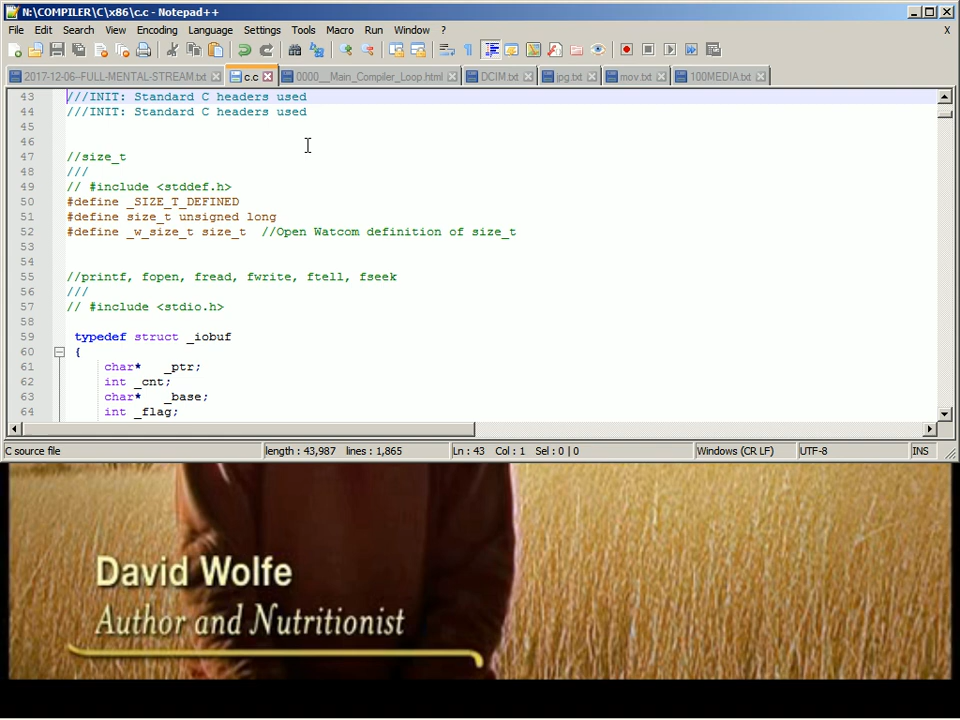 N:\COMPILER\C\x86\c.c - Notepad++
File Edit Search View Encoding Language Settings Tools Macro Run Window ? X
2017-12-06--FULL-MENTAL-STREAM.txt c.c 0000__Main_Compiler_Loop.html DCIM.txt jpg.txt mov.txt 100MEDIA.txt
43 ///INIT: Standard C headers used
44 ///INIT: Standard C headers used
45
46
47 //size_t
48 ///
49 // #include <stddef.h>
50 #define _SIZE_T_DEFINED
51 #define size_t unsigned long
52 #define _w_size_t size_t //Open Watcom definition of size_t
53
54
55 //printf, fopen, fread, fwrite, ftell, fseek
56 ///
57 // #include <stdio.h>
58
59 typedef struct _iobuf
60 {
61 char* _ptr;
62 int _cnt;
63 char* _base;
64 int _flag;
C source file length : 43,987 lines : 1,865 Ln : 43 Col : 1 Sel : 0 | 0 Windows (CR LF) UTF-8 INS
David Wolfe
Author and Nutritionist